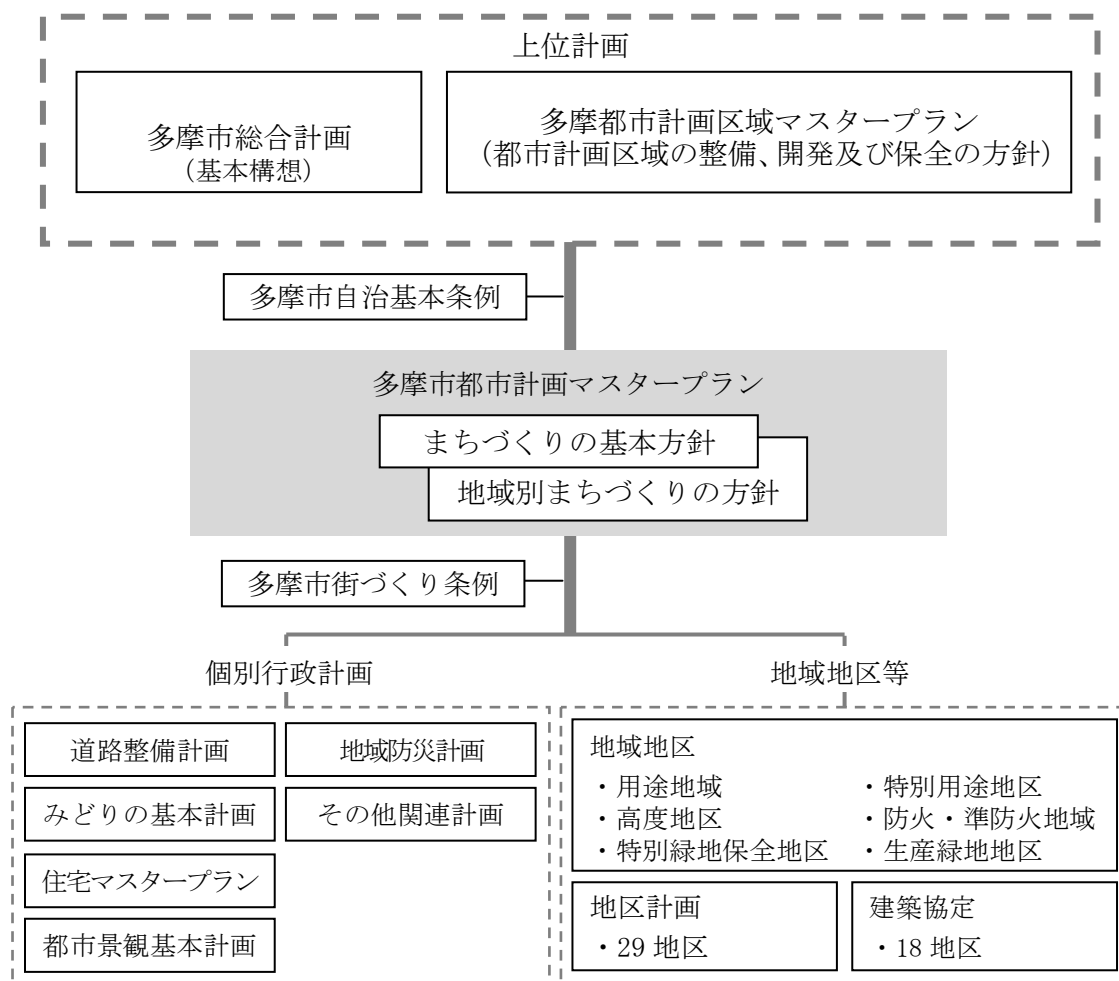 上位計画
多摩市総合計画
(基本構想)
多摩都市計画区域マスタープラン
(都市計画区域の整備、開発及び保全の方針)
多摩市自治基本条例
多摩市都市計画マスタープラン
まちづくりの基本方針
地域別まちづくりの方針
多摩市街づくり条例
個別行政計画
道路整備計画
地域防災計画
みどりの基本計画
その他関連計画
住宅マスタープラン
都市景観基本計画
地域地区等
地域地区
・用途地域
・特別用途地区
・高度地区
・防火・準防火地域
・特別緑地保全地区
・生産緑地地区
地区計画
・29 地区
建築協定
・18 地区